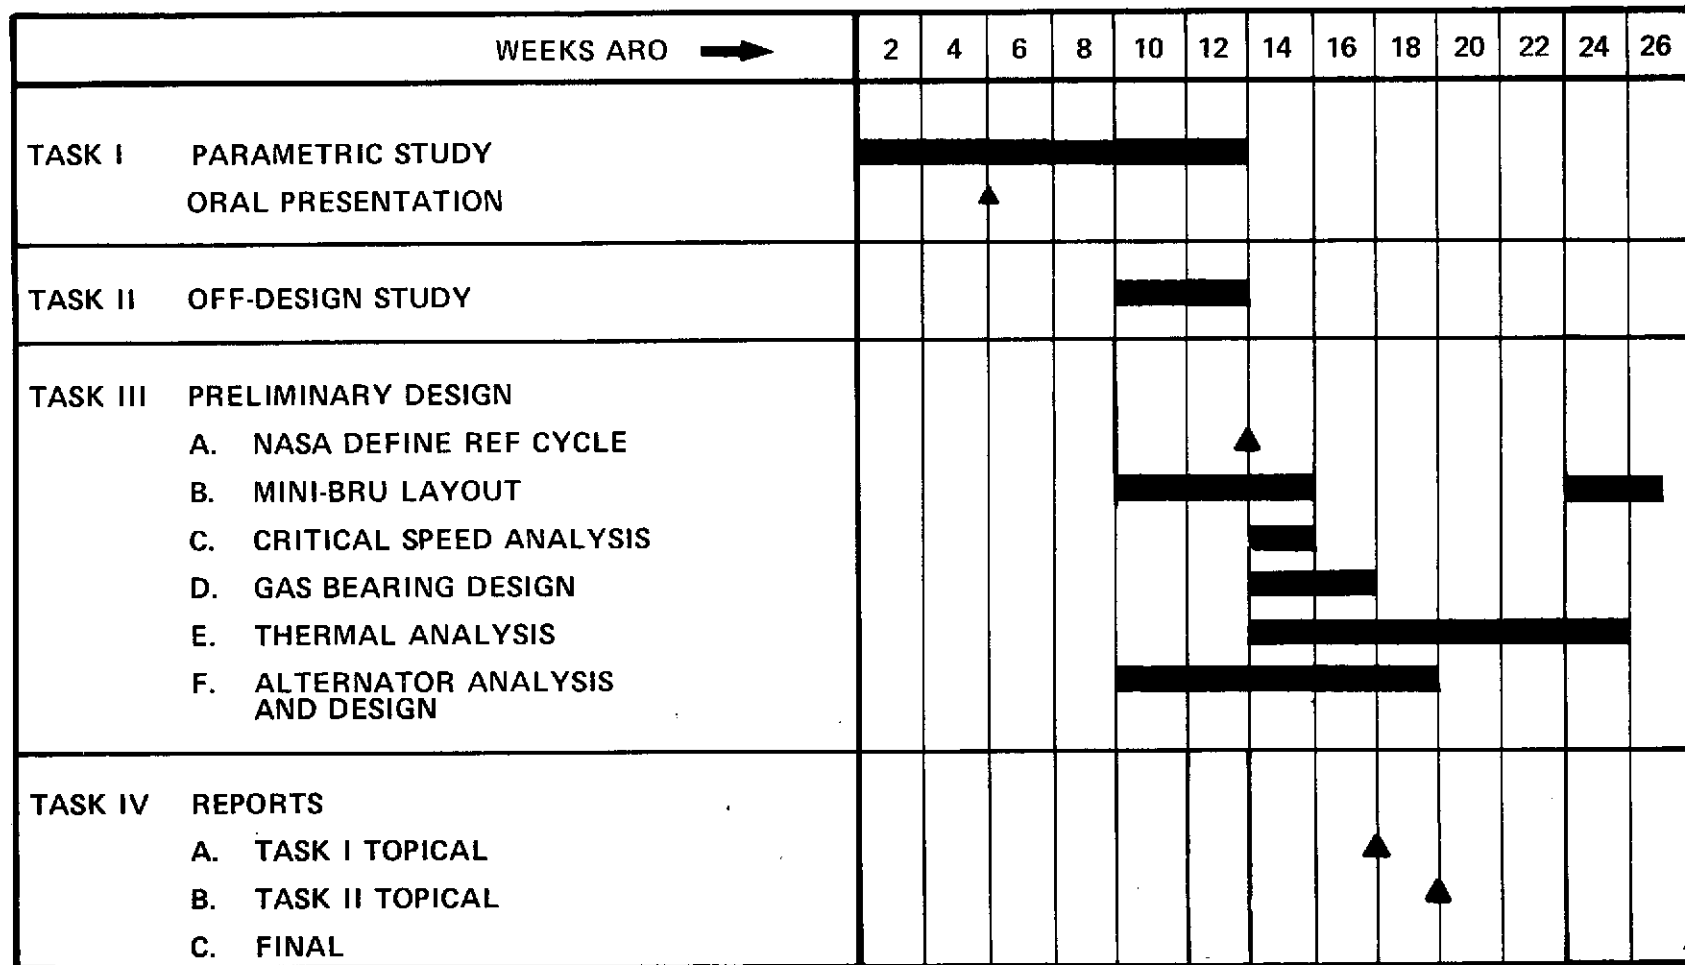 WEEKS ARO 2 4 6 8 10 12 14 16 18 20 22 24 26
TASK I PARAMETRIC STUDY
ORAL PRESENTATION
TASK II OFF-DESIGN STUDY
TASK III PRELIMINARY DESIGN
A. NASA DEFINE REF CYCLE
B. MINI-BRU LAYOUT
C. CRITICAL SPEED ANALYSIS
D. GAS BEARING DESIGN
E. THERMAL ANALYSIS
F. ALTERNATOR ANALYSIS
AND DESIGN
TASK IV REPORTS
A. TASK I TOPICAL
B. TASK II TOPICAL
C. FINAL